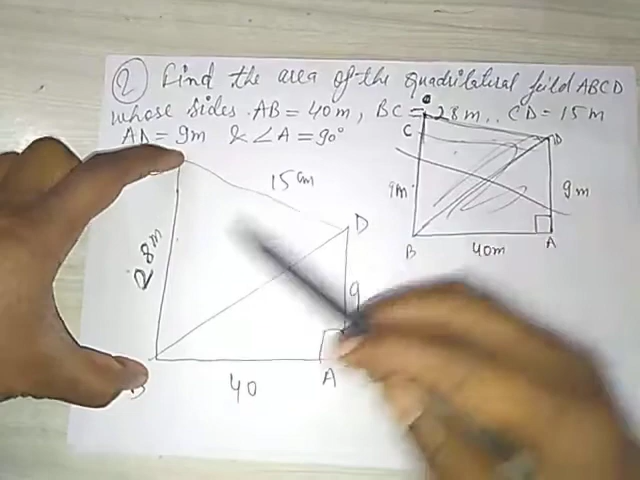 2 Find the area of the quadrilateral field ABCD
whose sides. AB = 40m, BC = 28m, CD = 15m
AD = 9m & ∠A = 90°
C D
9m 9m
B 40m A
15cm
28m D
9
B 40 A